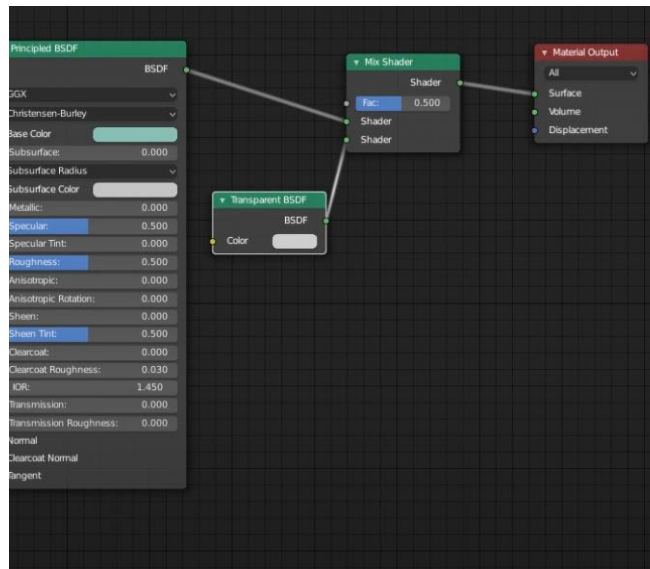 Principled BSDF
BSDF
GGX
Christensen-Burley
Base Color
Subsurface: 0.000
Subsurface Radius
Subsurface Color
Metallic: 0.000
Specular: 0.500
Specular Tint: 0.000
Roughness: 0.500
Anisotropic: 0.000
Anisotropic Rotation: 0.000
Sheen: 0.000
Sheen Tint: 0.500
Clearcoat: 0.000
Clearcoat Roughness: 0.030
IOR: 1.450
Transmission: 0.000
Transmission Roughness: 0.000
Normal
Clearcoat Normal
Tangent
Transparent BSDF
BSDF
Color
Mix Shader
Shader
Fac: 0.500
Shader
Shader
Material Output
All
Surface
Volume
Displacement